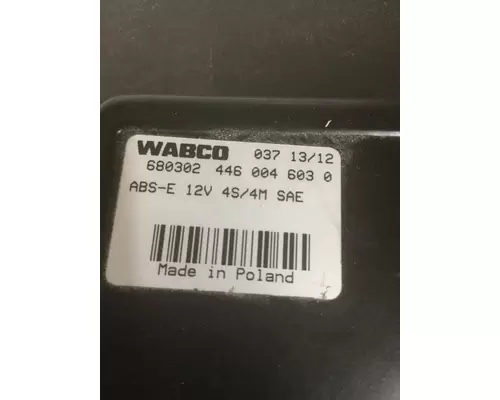 WABCO 037 13/12
680302 446 004 603 0
ABS-E 12V 4S/4M SAE
Made in Poland